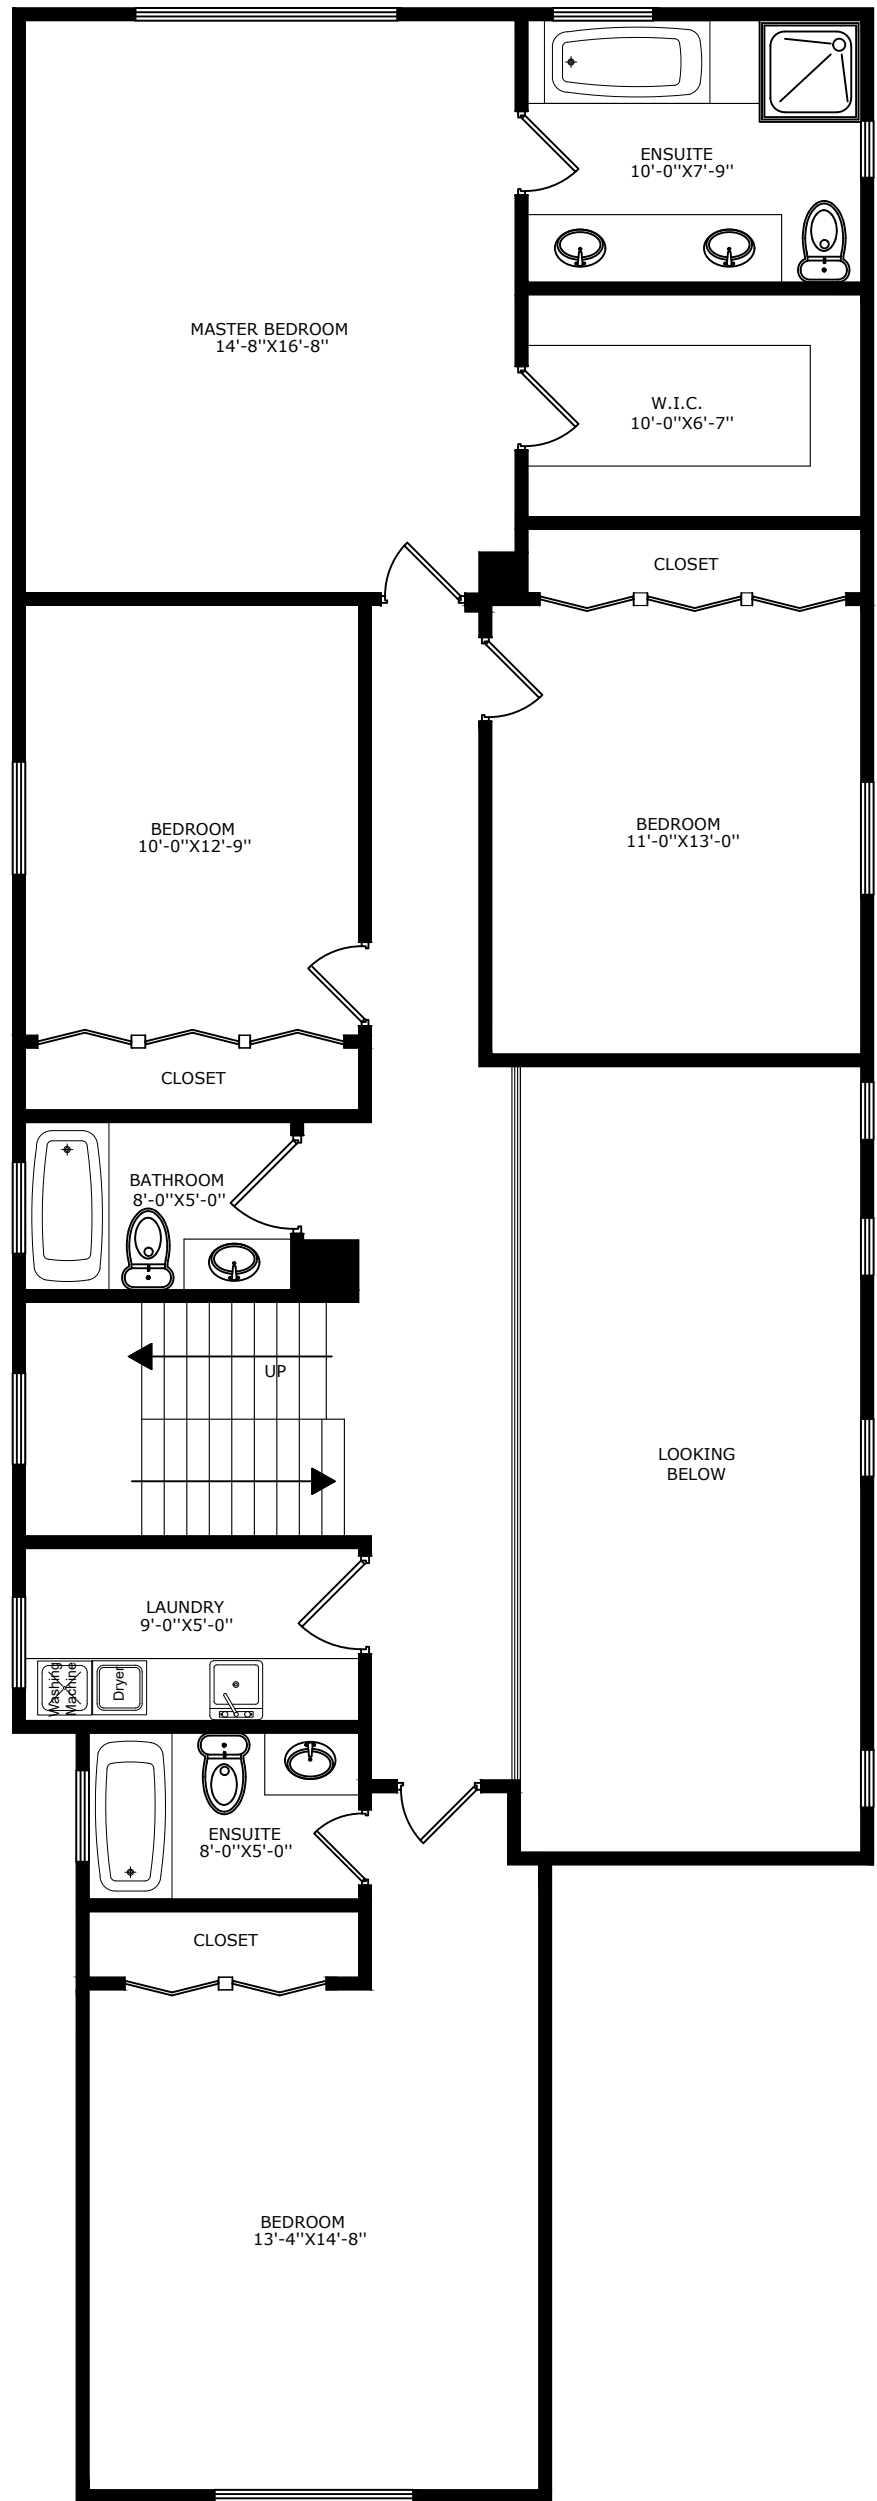 ENSUITE
10'-0"X7'-9"
MASTER BEDROOM
14'-8"X16'-8"
W.I.C.
10'-0"X6'-7"
CLOSET
BEDROOM
10'-0"X12'-9"
BEDROOM
11'-0"X13'-0"
CLOSET
BATHROOM
8'-0"X5'-0"
UP
LOOKING
BELOW
LAUNDRY
9'-0"X5'-0"
Washing
Machine
Dryer
ENSUITE
8'-0"X5'-0"
CLOSET
BEDROOM
13'-4"X14'-8"